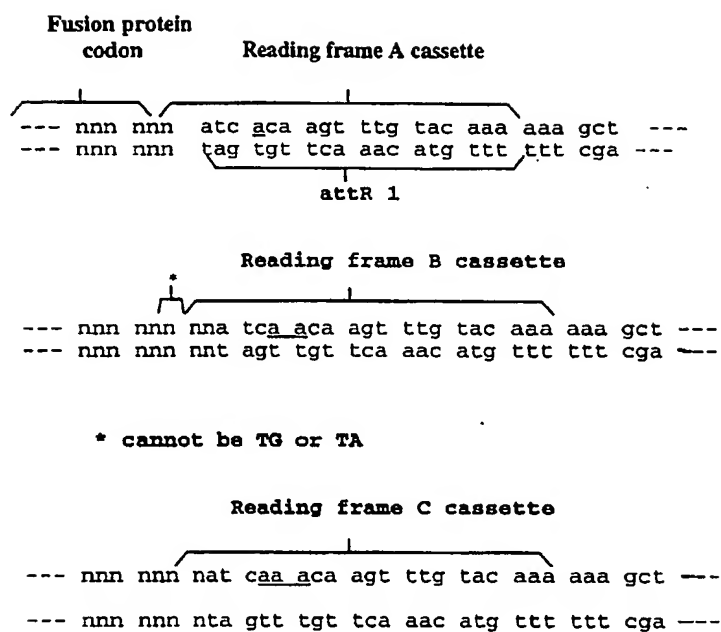 Fusion protein
codon
Reading frame A cassette
--- nnn nnn atc aca agt ttg tac aaa aaa gct ---
--- nnn nnn tag tgt tca aac atg ttt ttt cga ---
attR 1
Reading frame B cassette
*
--- nnn nnn nna tca aca agt ttg tac aaa aaa gct ---
--- nnn nnn nnt agt tgt tca aac atg ttt ttt cga ---
* cannot be TG or TA
Reading frame C cassette
--- nnn nnn nat caa aca agt ttg tac aaa aaa gct ---
--- nnn nnn nta gtt tgt tca aac atg ttt ttt cga ---